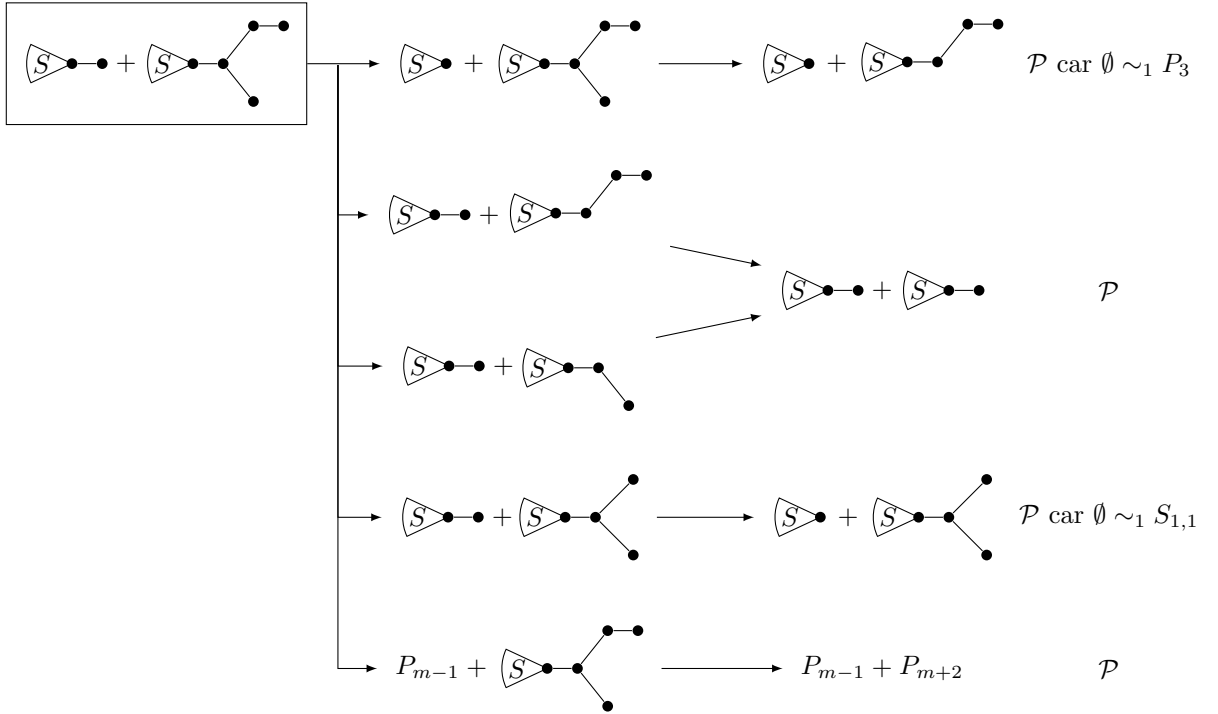 S + S S + S S + S 𝒫 car ∅ ∼₁ P₃
S + S
S + S 𝒫
S + S
S + S S + S 𝒫 car ∅ ∼₁ S₁,₁
Pₘ₋₁ + S Pₘ₋₁ + Pₘ₊₂ 𝒫